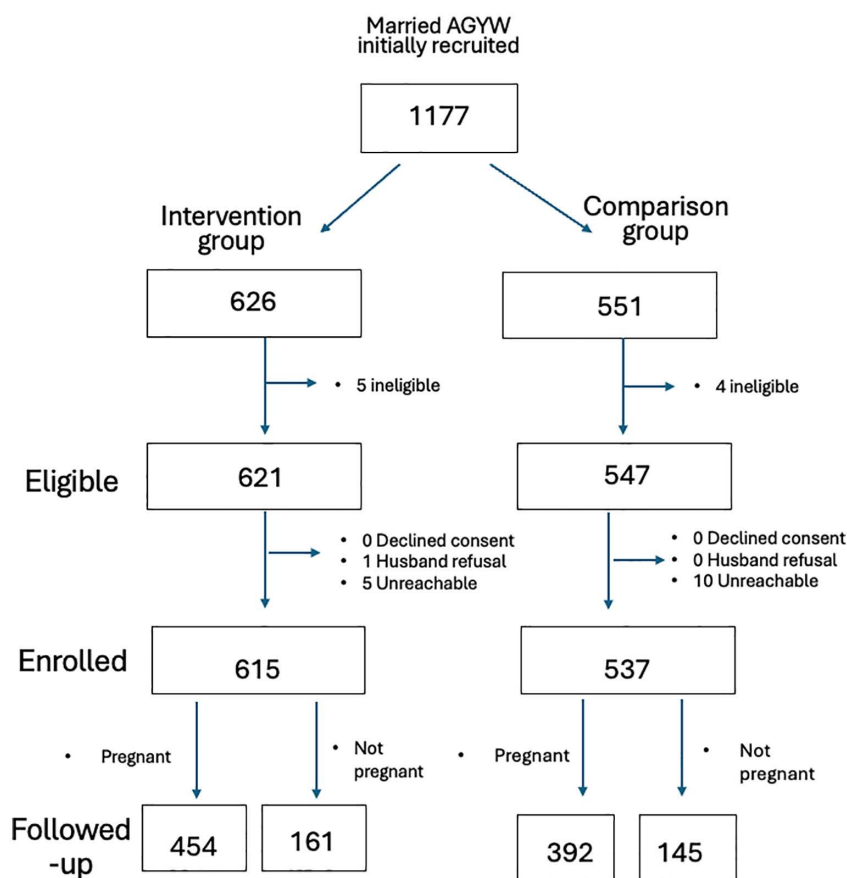 Married AGYW
initially recruited
1177
Intervention
group
Comparison
group
626
551
• 5 ineligible
• 4 ineligible
Eligible
621
547
• 0 Declined consent
• 1 Husband refusal
• 5 Unreachable
• 0 Declined consent
• 0 Husband refusal
• 10 Unreachable
Enrolled
615
537
• Pregnant
• Not
pregnant
• Pregnant
• Not
pregnant
Followed
-up
454
161
392
145